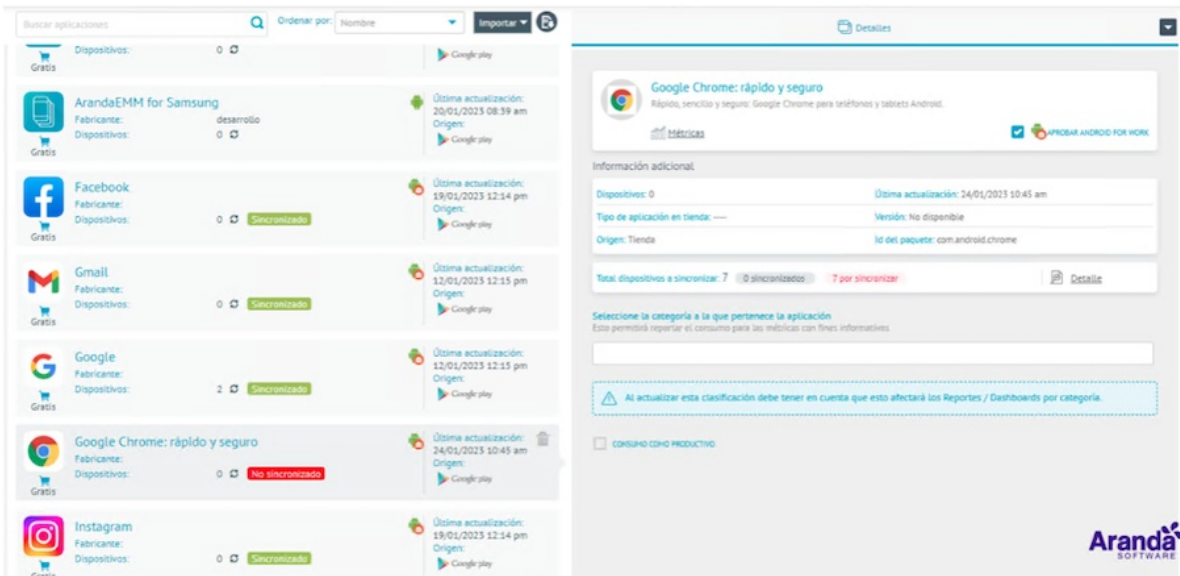 Buscar aplicaciones
Ordenar por: Nombre
Importar
Dispositivos: 0
Gratis
Google play
ArandaEMM for Samsung
Fabricante: desarrollo
Dispositivos: 0
Gratis
Última actualización:
20/01/2023 08:39 am
Origen:
Google play
Facebook
Fabricante:
Dispositivos: 0 Sincronizado
Gratis
Última actualización:
19/01/2023 12:14 pm
Origen:
Google play
Gmail
Fabricante:
Dispositivos: 0 Sincronizado
Gratis
Última actualización:
12/01/2023 12:15 pm
Origen:
Google play
Google
Fabricante:
Dispositivos: 2 Sincronizado
Gratis
Última actualización:
12/01/2023 12:15 pm
Origen:
Google play
Google Chrome: rápido y seguro
Fabricante:
Dispositivos: 0 No sincronizado
Gratis
Última actualización:
24/01/2023 10:45 am
Origen:
Google play
Instagram
Fabricante:
Dispositivos: 0 Sincronizado
Gratis
Última actualización:
19/01/2023 12:14 pm
Origen:
Google play
Detalles
Google Chrome: rápido y seguro
Rápido, sencillo y seguro: Google Chrome para teléfonos y tablets Android.
Métricas
APROBAR ANDROID FOR WORK
Información adicional
Dispositivos: 0 Última actualización: 24/01/2023 10:45 am
Tipo de aplicación en tienda: ---- Versión: No disponible
Origen: Tienda Id del paquete: com.android.chrome
Total dispositivos a sincronizar: 7 0 sincronizados 7 por sincronizar Detalle
Seleccione la categoría a la que pertenece la aplicación
Esto permitirá reportar el consumo para las métricas con fines informativos
Al actualizar esta clasificación debe tener en cuenta que esto afectará los Reportes / Dashboards por categoría.
CONSUMO COMO PRODUCTIVO
Aranda
SOFTWARE